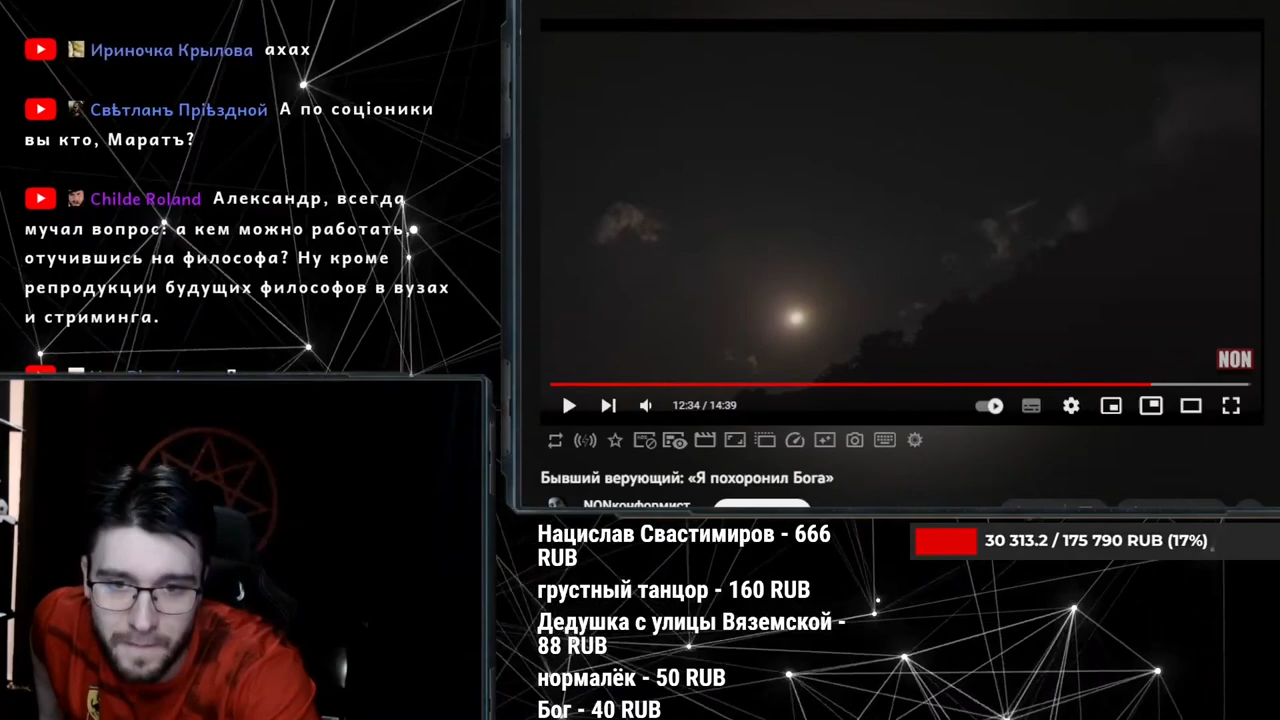 Ириночка Крылова ахах
Свѣтланъ Пріѣздной А по соціоники
вы кто, Маратъ?
Childe Roland Александр, всегда
мучал вопрос: а кем можно работать,
отучившись на философа? Ну кроме
репродукции будущих философов в вузах
и стриминга.
NON
12:34 / 14:39
Бывший верующий: «Я похоронил Бога»
NONконформист
Нацислав Свастимиров - 666
RUB
грустный танцор - 160 RUB
Дедушка с улицы Вяземской -
88 RUB
нормалёк - 50 RUB
Бог - 40 RUB
30 313.2 / 175 790 RUB (17%)